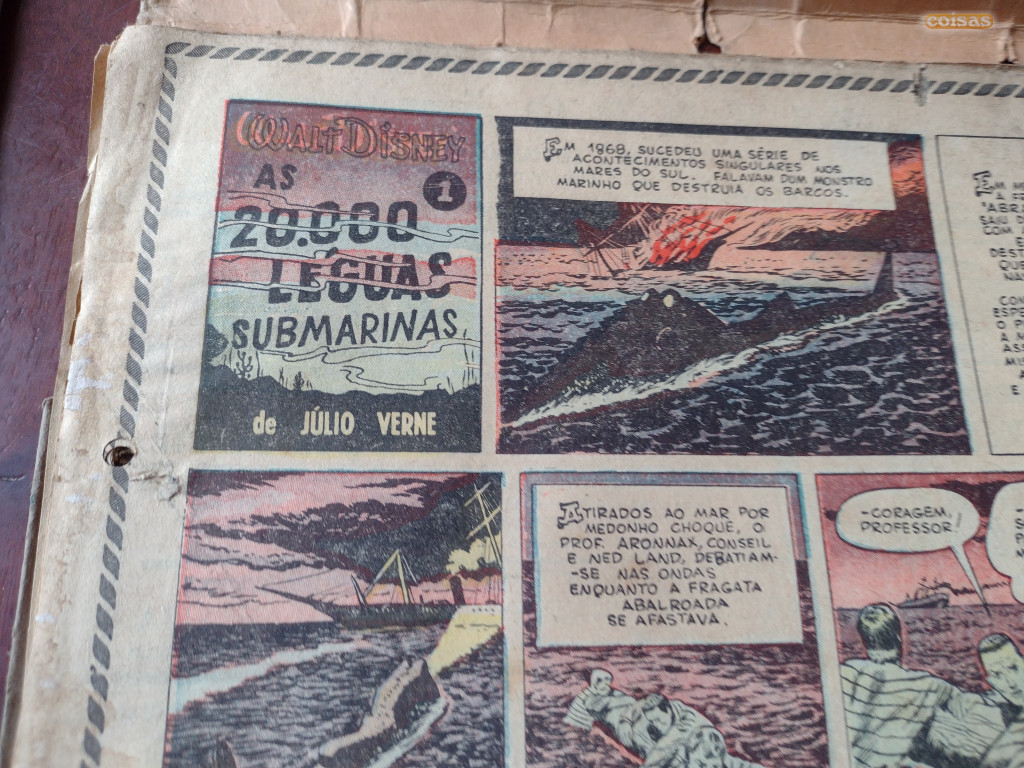 coisas
WALT DISNEY
AS
1
20.000
LÉGUAS
SUBMARINAS
de JÚLIO VERNE
EM 1868, SUCEDEU UMA SÉRIE DE
ACONTECIMENTOS SINGULARES NOS
MARES DO SUL. FALAVAM DUM MONSTRO
MARINHO QUE DESTRUIA OS BARCOS.
ATIRADOS AO MAR POR
MEDONHO CHOQUE, O
PROF. ARONNAX, CONSEIL
E NED LAND, DEBATIAM-
-SE NAS ONDAS
ENQUANTO A FRAGATA
ABALROADA
SE AFASTAVA.
-CORAGEM,
PROFESSOR!